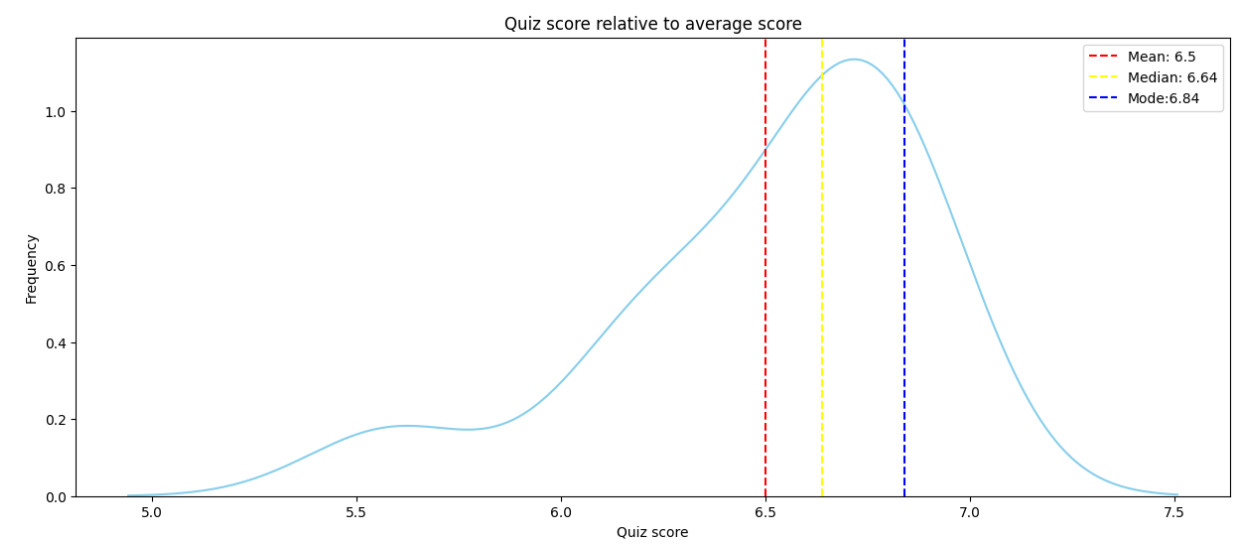 Quiz score relative to average score
Mean: 6.5
Median: 6.64
Mode:6.84
Frequency
1.0
0.8
0.6
0.4
0.2
0.0
5.0 5.5 6.0 6.5 7.0 7.5
Quiz score